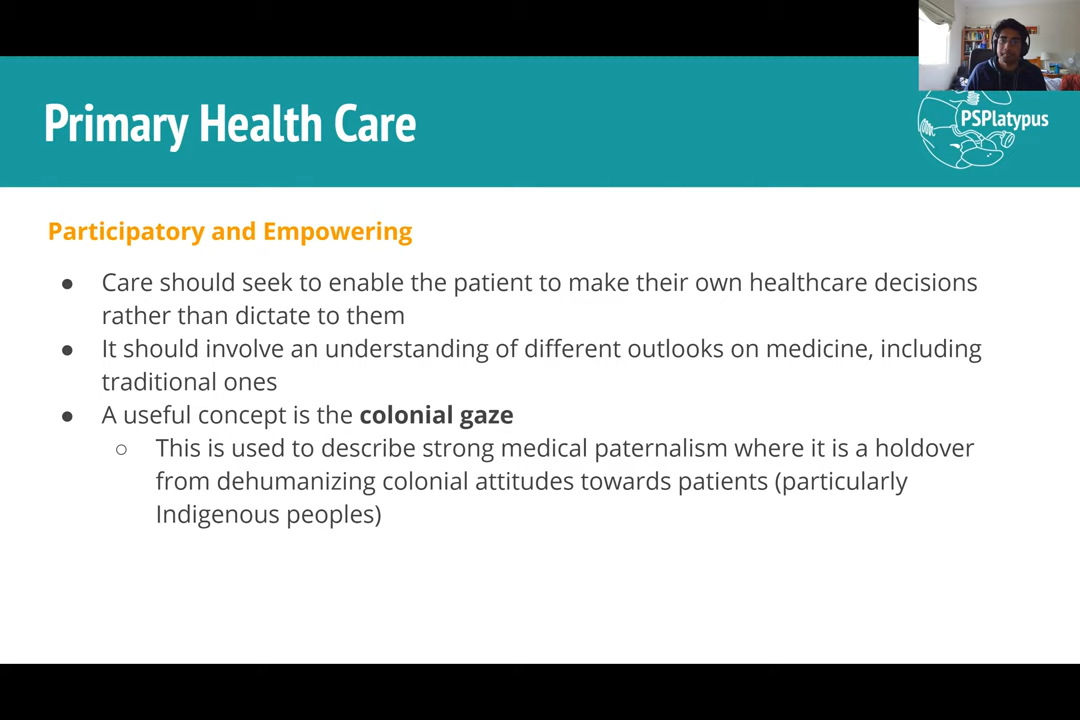 Primary Health Care
PSPlatypus
Participatory and Empowering
● Care should seek to enable the patient to make their own healthcare decisions
rather than dictate to them
● It should involve an understanding of different outlooks on medicine, including
traditional ones
● A useful concept is the colonial gaze
○ This is used to describe strong medical paternalism where it is a holdover
from dehumanizing colonial attitudes towards patients (particularly
Indigenous peoples)